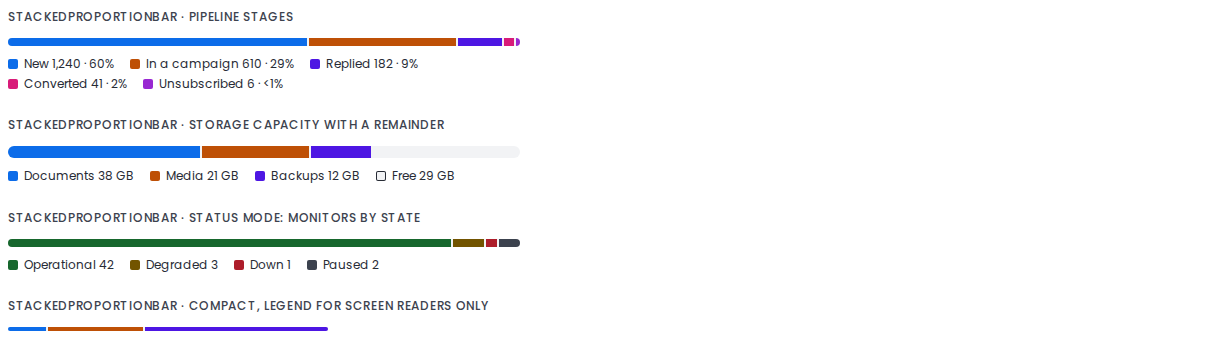 STACKEDPROPORTIONBAR · PIPELINE STAGES
New 1,240 · 60% In a campaign 610 · 29% Replied 182 · 9%
Converted 41 · 2% Unsubscribed 6 · <1%
STACKEDPROPORTIONBAR · STORAGE CAPACITY WITH A REMAINDER
Documents 38 GB Media 21 GB Backups 12 GB Free 29 GB
STACKEDPROPORTIONBAR · STATUS MODE: MONITORS BY STATE
Operational 42 Degraded 3 Down 1 Paused 2
STACKEDPROPORTIONBAR · COMPACT, LEGEND FOR SCREEN READERS ONLY